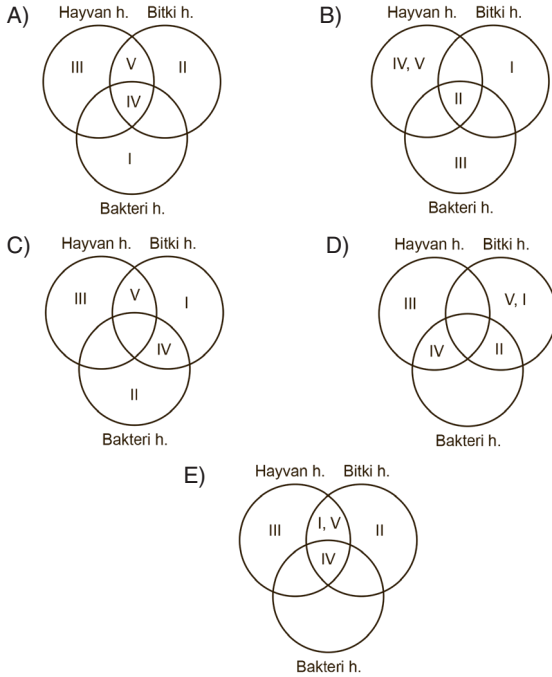 A)
Hayvan h. Bitki h.
III V II
IV
I
Bakteri h.
B)
Hayvan h. Bitki h.
IV, V I
II
III
Bakteri h.
C)
Hayvan h. Bitki h.
III V I
IV
II
Bakteri h.
D)
Hayvan h. Bitki h.
III V, I
IV II
Bakteri h.
E)
Hayvan h. Bitki h.
III I, V II
IV
Bakteri h.